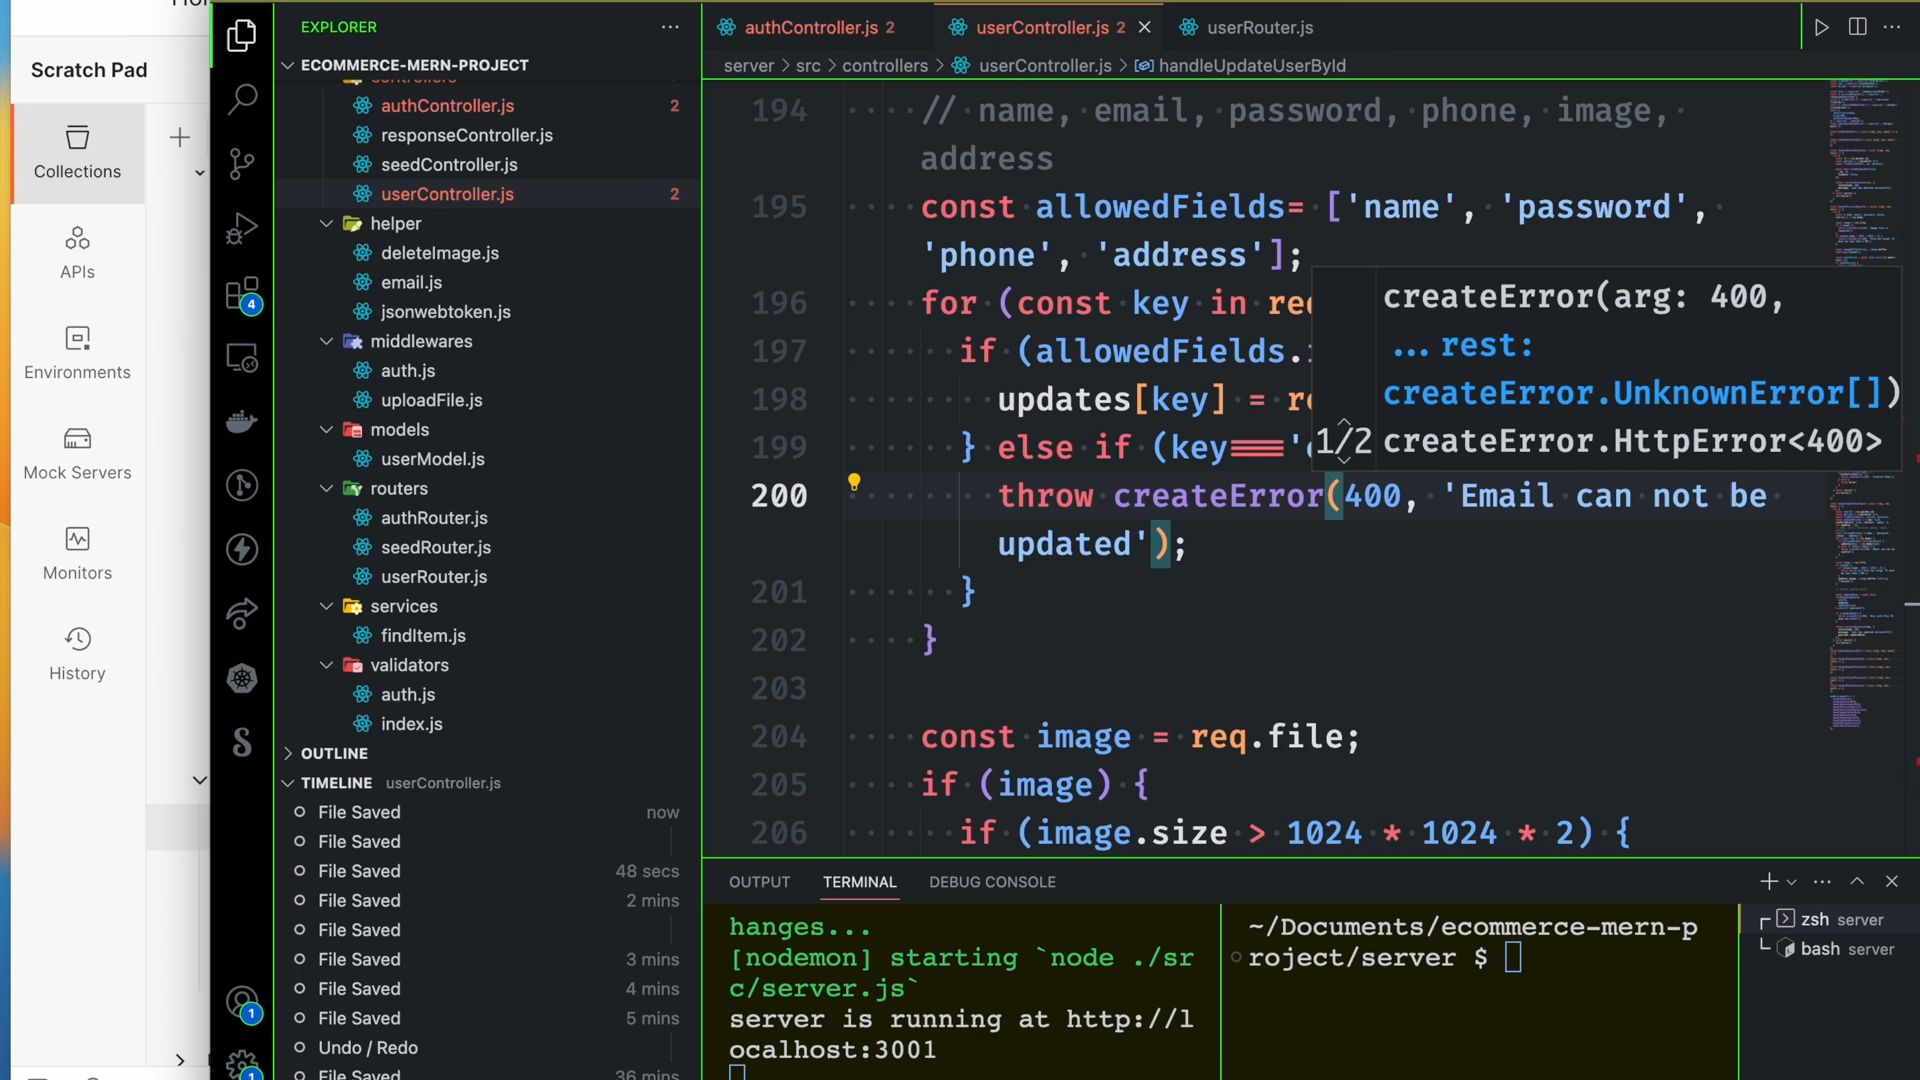 Scratch Pad
Collections
APIs
Environments
Mock Servers
Monitors
History
4
1
1
EXPLORER
ECOMMERCE-MERN-PROJECT
controllers
authController.js 2
responseController.js
seedController.js
userController.js 2
helper
deleteImage.js
email.js
jsonwebtoken.js
middlewares
auth.js
uploadFile.js
models
userModel.js
routers
authRouter.js
seedRouter.js
userRouter.js
services
findItem.js
validators
auth.js
index.js
OUTLINE
TIMELINE userController.js
File Saved now
File Saved
File Saved 48 secs
File Saved 2 mins
File Saved
File Saved 3 mins
File Saved 4 mins
File Saved 5 mins
Undo / Redo
File Saved 36 mins
authController.js 2 userController.js 2 userRouter.js
server > src > controllers > userController.js > handleUpdateUserById
194 // name, email, password, phone, image,
address
195 const allowedFields= ['name', 'password',
'phone', 'address'];
196 for (const key in req
197 if (allowedFields.
198 updates[key] = re
199 } else if (key==='e
200 throw createError(400, 'Email can not be
updated');
201 }
202 }
203
204 const image = req.file;
205 if (image) {
206 if (image.size > 1024 * 1024 * 2) {
createError(arg: 400,
... rest:
createError.UnknownError[])
1/2 createError.HttpError<400>
OUTPUT TERMINAL DEBUG CONSOLE
hanges...
[nodemon] starting `node ./sr
c/server.js`
server is running at http://l
ocalhost:3001
~/Documents/ecommerce-mern-p
roject/server $
zsh server
bash server